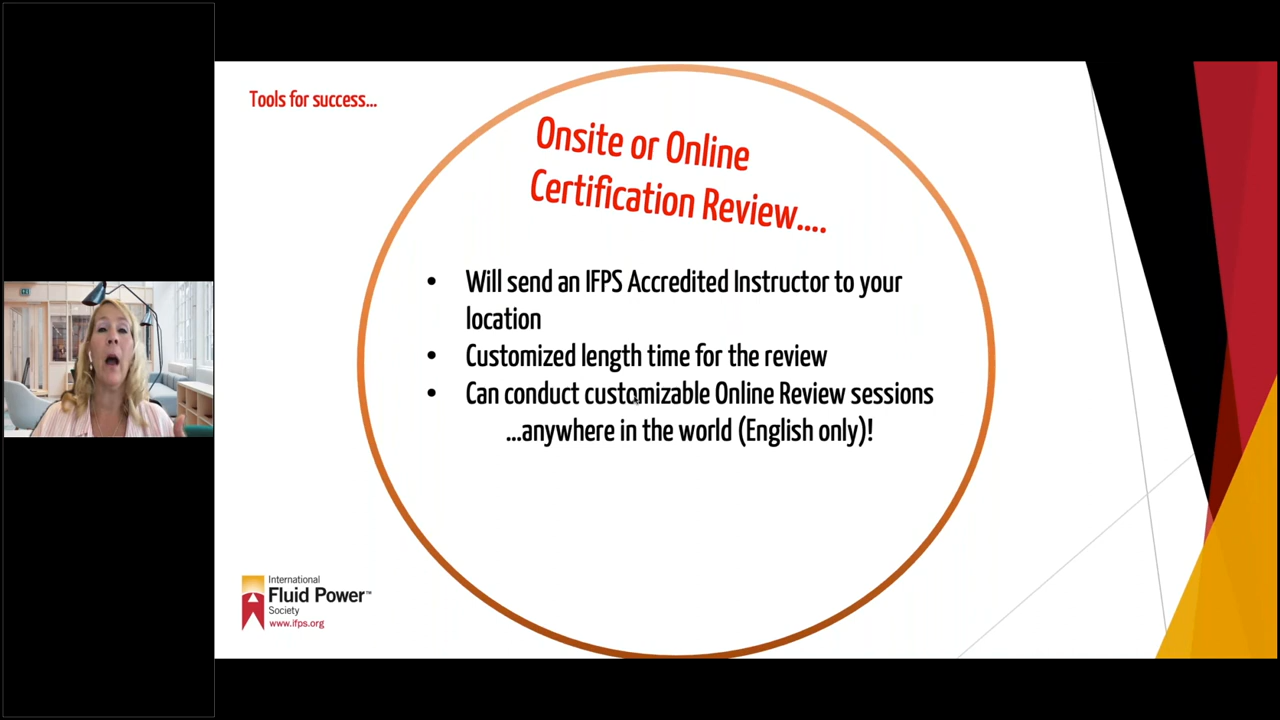 Tools for success...
Onsite or Online
Certification Review....
• Will send an IFPS Accredited Instructor to your
location
• Customized length time for the review
• Can conduct customizable Online Review sessions
...anywhere in the world (English only)!
International
Fluid Power™
Society
www.ifps.org